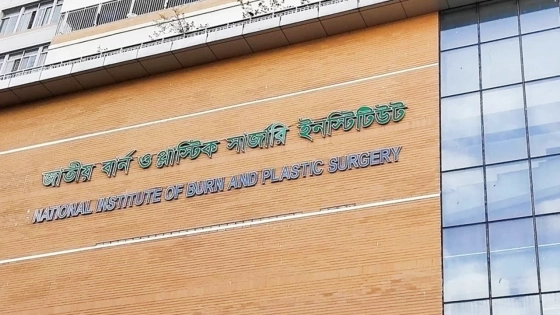 জাতীয় বার্ন ও প্লাস্টিক সার্জারি ইনস্টিটিউট
NATIONAL INSTITUTE OF BURN AND PLASTIC SURGERY